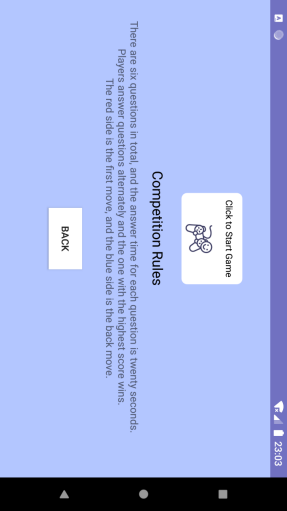 23:03
Click to Start Game
Competition Rules
There are six questions in total, and the answer time for each question is twenty seconds.
Players answer questions alternately and the one with the highest score wins.
The red side is the first move, and the blue side is the back move.
BACK